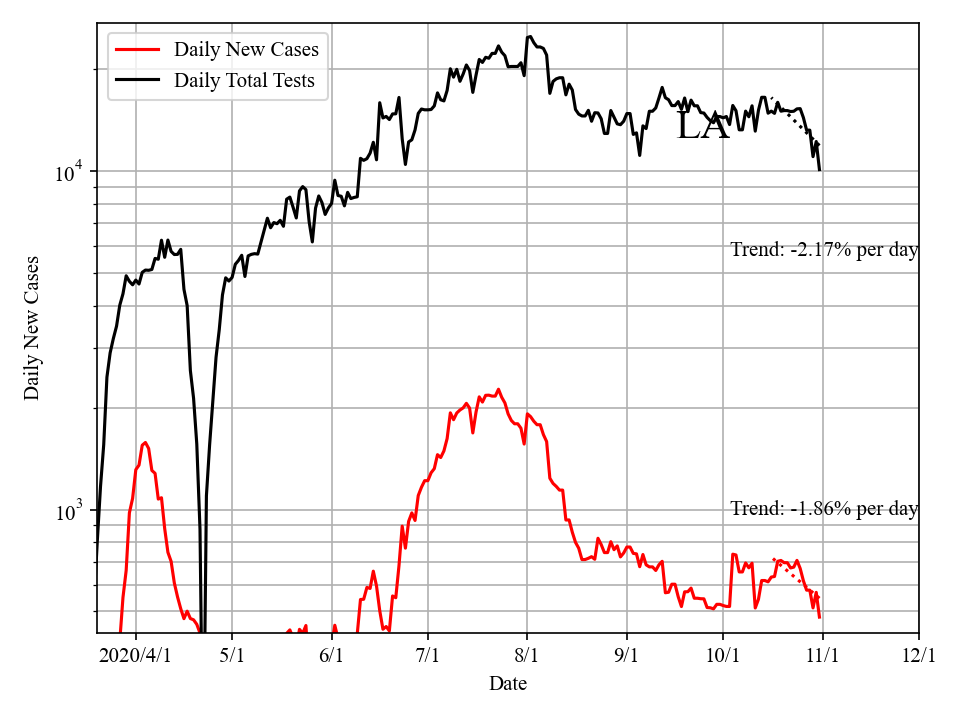 Daily New Cases
Daily Total Tests
LA
10^4
Trend: -2.17% per day
Daily New Cases
10^3
Trend: -1.86% per day
2020/4/1 5/1 6/1 7/1 8/1 9/1 10/1 11/1 12/1
Date